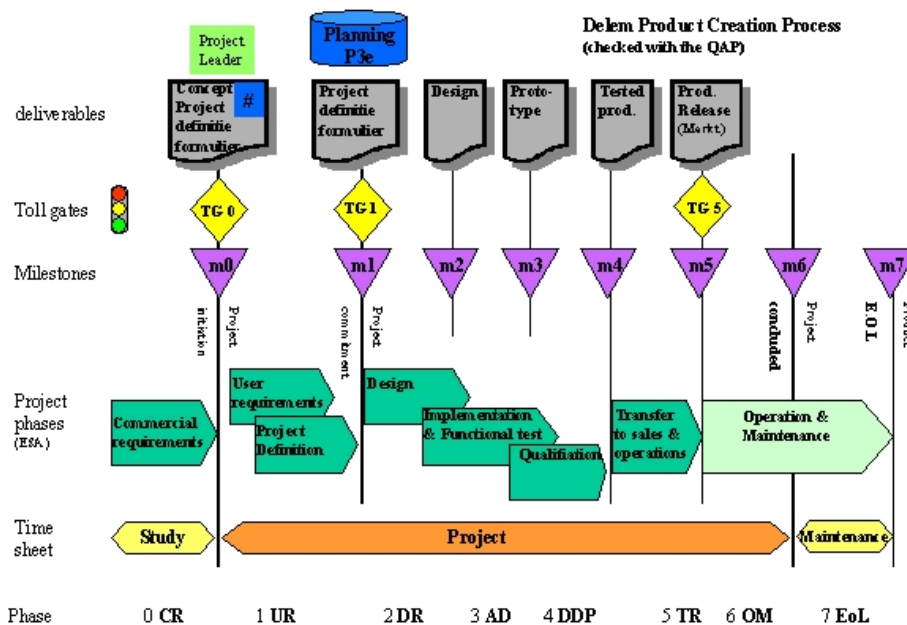 Delem Product Creation Process
(checked with the QAP)
Project
Leader
Planning
P3e
deliverables
Concept
Project
definitie
formulier
#
Project
definitie
formulier
Design
Proto-
type
Tested
prod.
Prod.
Release
(Markt)
Toll gates
TG 0
TG 1
TG 5
Milestones
m0
m1
m2
m3
m4
m5
m6
m7
Project
initiation
Project
commitment
Project
concluded
Product
E.O.L
Project
phases
(ESA)
Commercial
requirements
User
requirements
Project
Definition
Design
Implementation
& Functional test
Qualifiation
Transfer
to sales &
operations
Operation &
Maintenance
Time
sheet
Study
Project
Maintenance
Phase
0 CR
1 UR
2 DR
3 AD
4 DDP
5 TR
6 OM
7 EoL